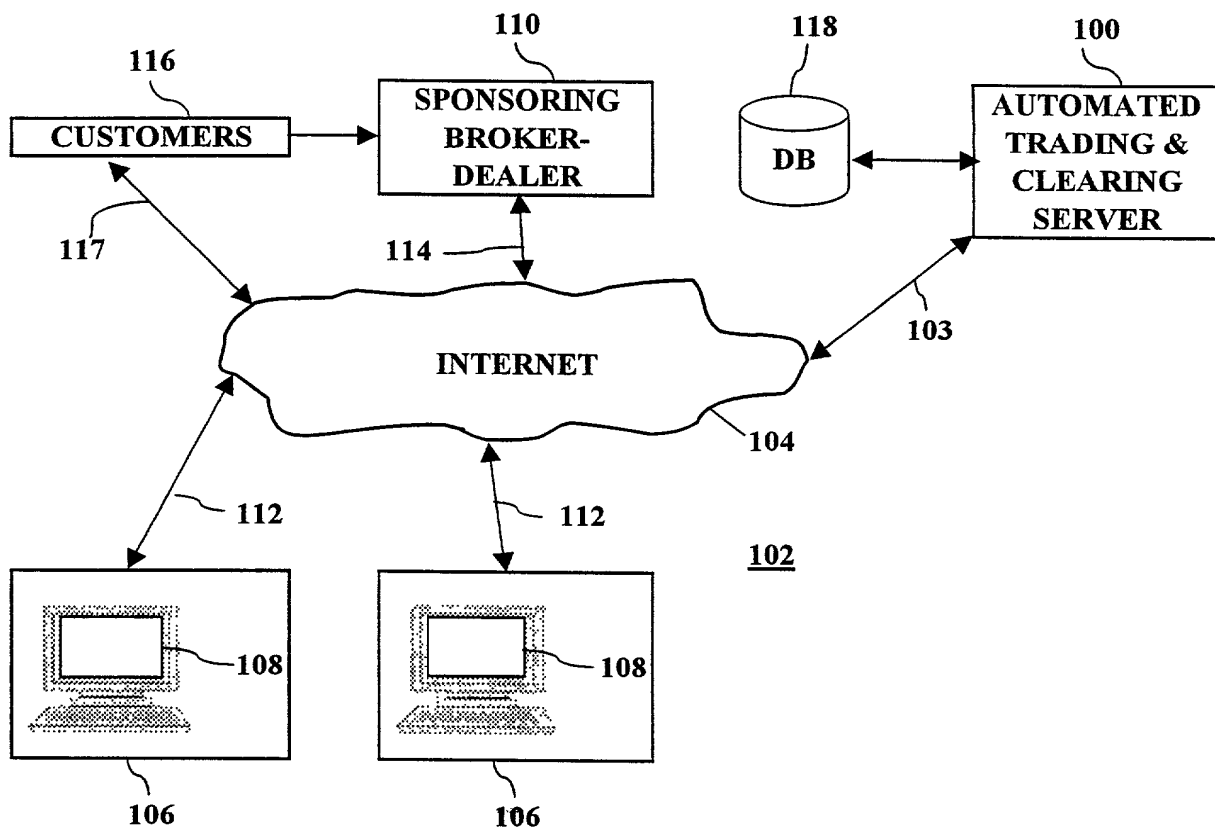 110
118
100
116
SPONSORING
BROKER-
DEALER
AUTOMATED
TRADING &
CLEARING
SERVER
CUSTOMERS
DB
117
114
103
INTERNET
104
112
112
102
108
108
106
106